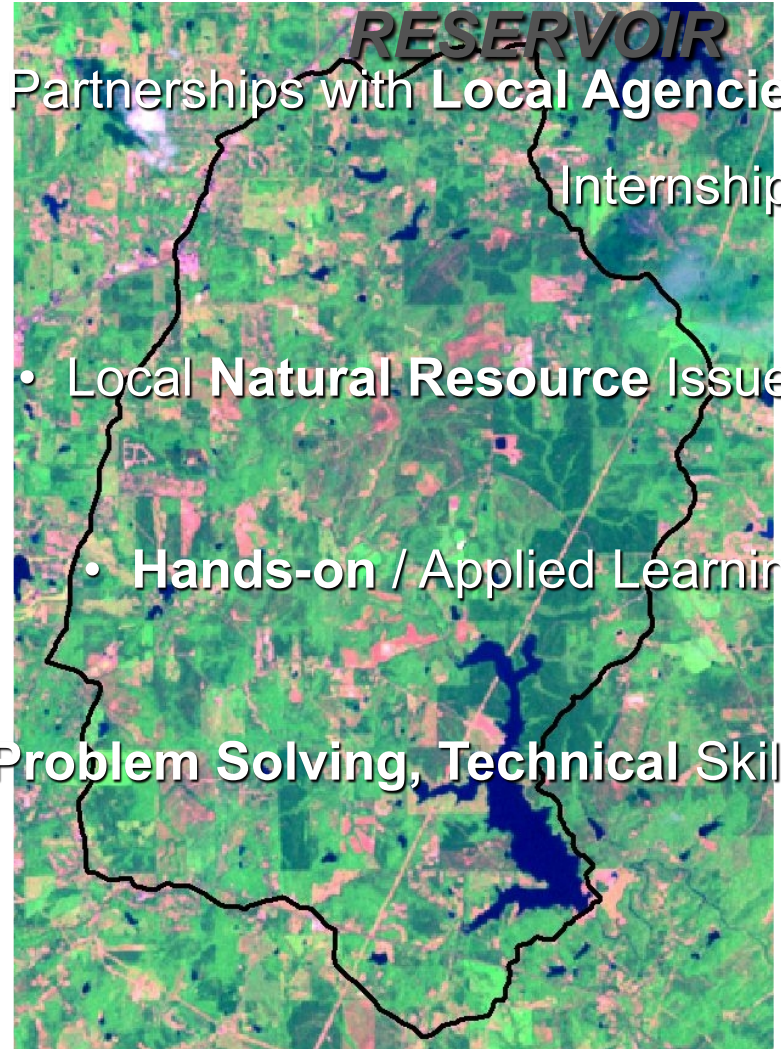 RESERVOIR
Partnerships with Local Agencie
Internship
• Local Natural Resource Issue
• Hands-on / Applied Learnin
Problem Solving, Technical Skil